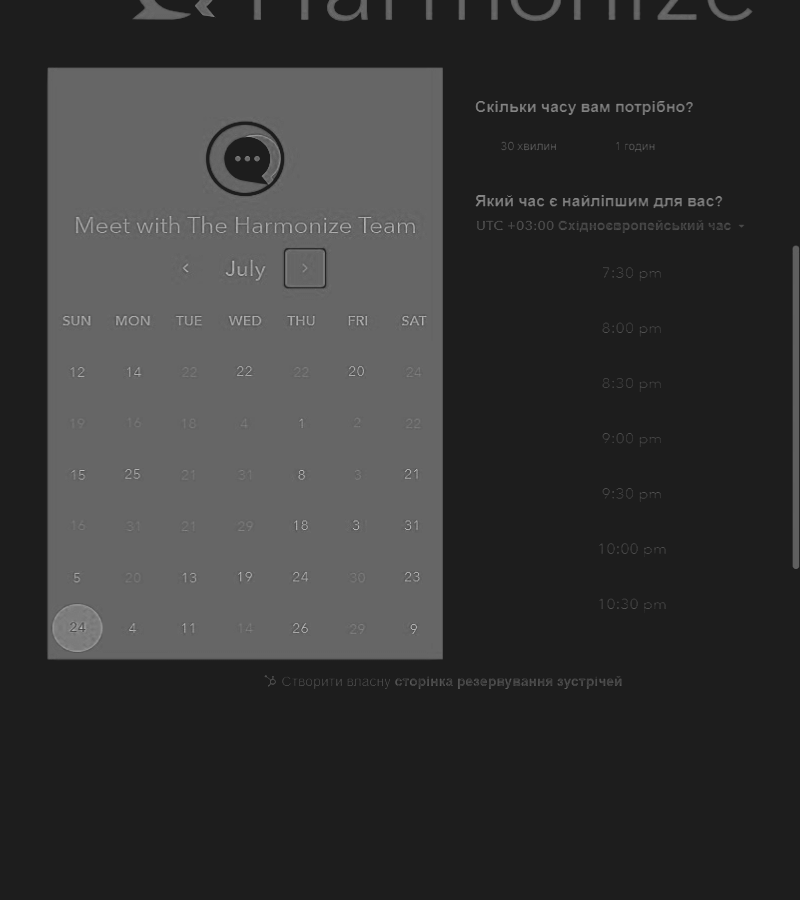 Harmonize
Meet with The Harmonize Team
July
SUN MON TUE WED THU FRI SAT
12 14 22 22 22 20 24
19 16 18 4 1 2 22
15 25 21 31 8 3 21
16 31 21 29 18 3 31
5 20 13 19 24 30 23
24 4 11 14 26 29 9
Скільки часу вам потрібно?
30 хвилин 1 годин
Який час є найліпшим для вас?
UTC +03:00 Східноєвропейський час
7:30 pm
8:00 pm
8:30 pm
9:00 pm
9:30 pm
10:00 pm
10:30 pm
Створити власну сторінка резернування зустрічей